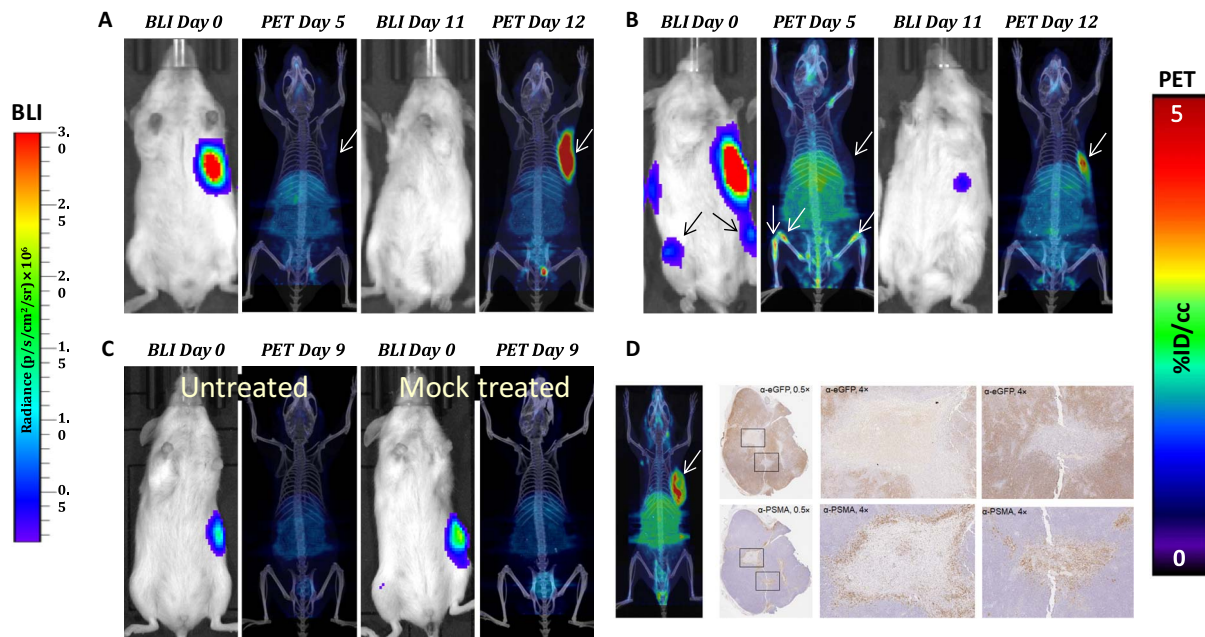 A
BLI Day 0 PET Day 5 BLI Day 11 PET Day 12
B
BLI Day 0 PET Day 5 BLI Day 11 PET Day 12
BLI
3.
0
2.
5
2.
0
1.
5
1.
0
0.
5
Radiance (p/s/cm²/sr) × 10⁶
PET
5
%ID/cc
0
C
BLI Day 0 PET Day 9 BLI Day 0 PET Day 9
Untreated Mock treated
D
α-eGFP, 0.5× α-eGFP, 4× α-eGFP, 4×
α-PSMA, 0.5× α-PSMA, 4× α-PSMA, 4×